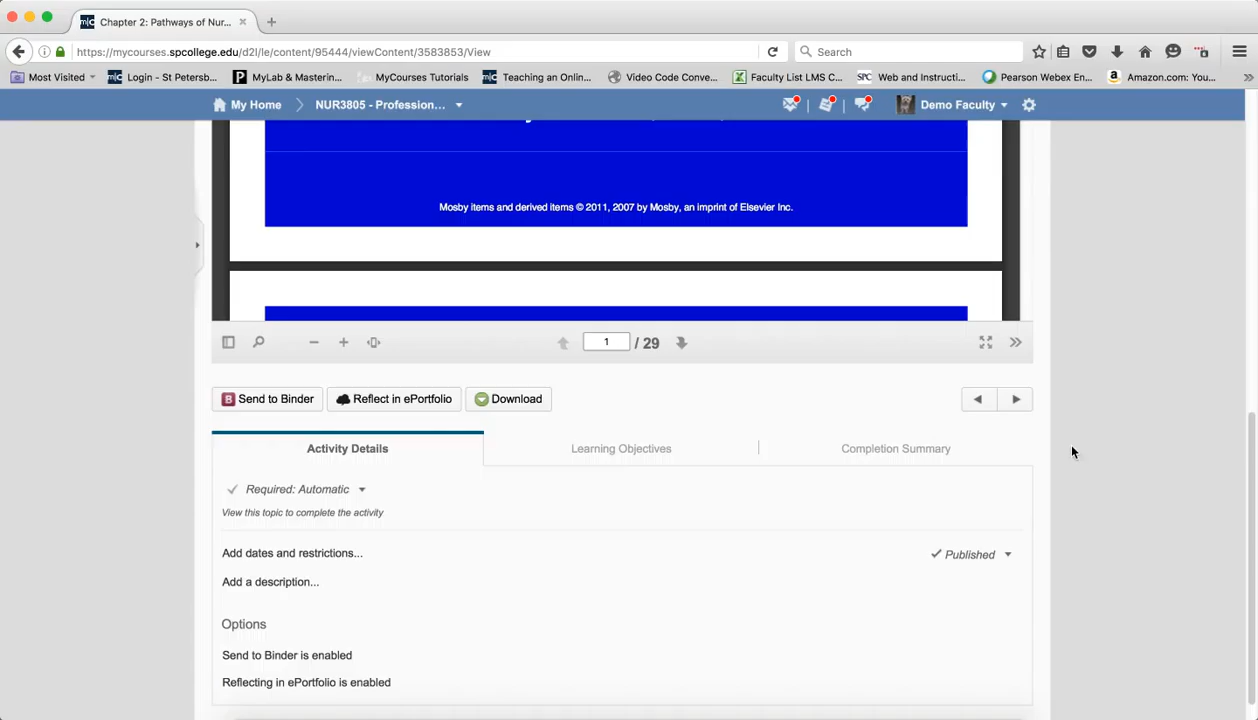 Chapter 2: Pathways of Nur...
https://mycourses.spcollege.edu/d2l/le/content/95444/viewContent/3583853/View
Search
Most Visited
Login - St Petersb...
MyLab & Masterin...
MyCourses Tutorials
Teaching an Onlin...
Video Code Conve...
Faculty List LMS C...
Web and Instructi...
Pearson Webex En...
Amazon.com: You...
My Home
NUR3805 - Profession...
Demo Faculty
Mosby items and derived items © 2011, 2007 by Mosby, an imprint of Elsevier Inc.
1 / 29
Send to Binder
Reflect in ePortfolio
Download
Activity Details
Learning Objectives
Completion Summary
Required: Automatic
View this topic to complete the activity
Add dates and restrictions...
Published
Add a description...
Options
Send to Binder is enabled
Reflecting in ePortfolio is enabled